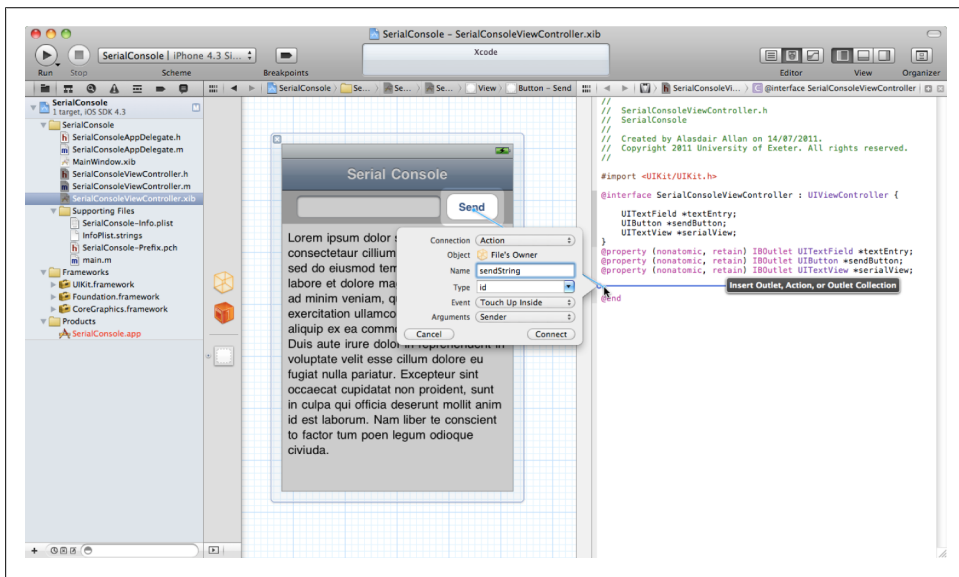 SerialConsole - SerialConsoleViewController.xib
SerialConsole | iPhone 4.3 Si...
Xcode
Run
Stop
Scheme
Breakpoints
Editor
View
Organizer
SerialConsole
Se...
Se...
View
Button - Send
SerialConsoleVi...
@interface SerialConsoleViewController
SerialConsole
1 target, iOS SDK 4.3
SerialConsole
SerialConsoleAppDelegate.h
SerialConsoleAppDelegate.m
MainWindow.xib
SerialConsoleViewController.h
SerialConsoleViewController.m
SerialConsoleViewController.xib
Supporting Files
SerialConsole-Info.plist
InfoPlist.strings
SerialConsole-Prefix.pch
main.m
Frameworks
UIKit.framework
Foundation.framework
CoreGraphics.framework
Products
SerialConsole.app
Serial Console
Send
Lorem ipsum dolor s
consectetaur cillium
sed do eiusmod tem
labore et dolore ma
ad minim veniam, q
exercitation ullamco
aliquip ex ea comm
Duis aute irure dolor in reprehenderit in
voluptate velit esse cillum dolore eu
fugiat nulla pariatur. Excepteur sint
occaecat cupidatat non proident, sunt
in culpa qui officia deserunt mollit anim
id est laborum. Nam liber te conscient
to factor tum poen legum odioque
civiuda.
Connection Action
Object File's Owner
Name sendString
Type id
Event Touch Up Inside
Arguments Sender
Cancel
Connect
//
// SerialConsoleViewController.h
// SerialConsole
//
// Created by Alasdair Allan on 14/07/2011.
// Copyright 2011 University of Exeter. All rights reserved.
//
#import <UIKit/UIKit.h>
@interface SerialConsoleViewController : UIViewController {
UITextField *textEntry;
UIButton *sendButton;
UITextView *serialView;
}
@property (nonatomic, retain) IBOutlet UITextField *textEntry;
@property (nonatomic, retain) IBOutlet UIButton *sendButton;
@property (nonatomic, retain) IBOutlet UITextView *serialView;
Insert Outlet, Action, or Outlet Collection
@end